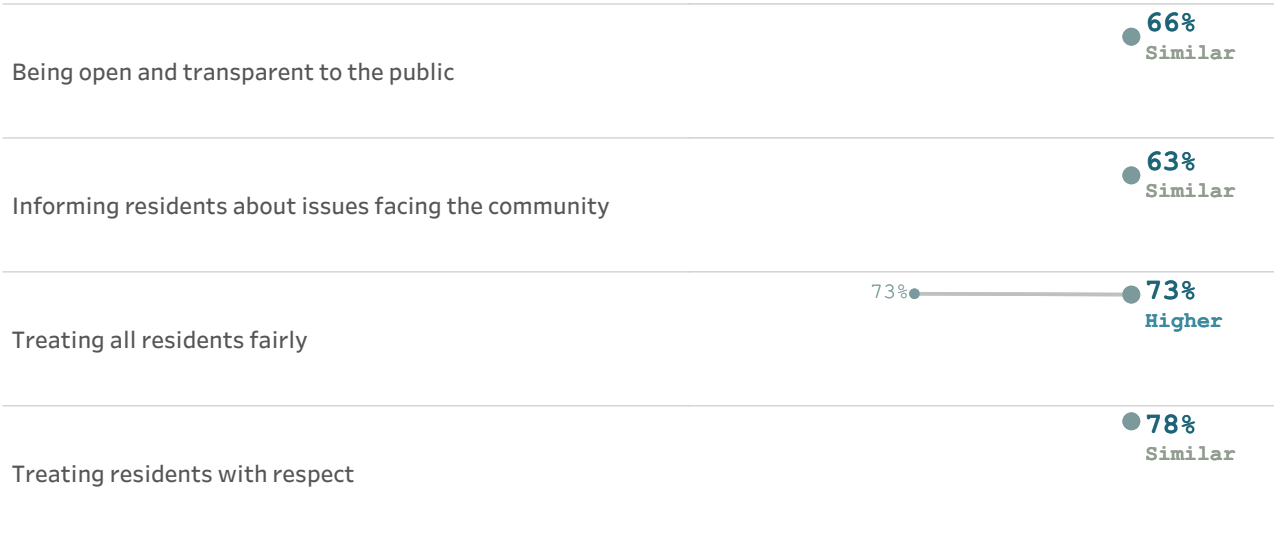 66%
Similar
Being open and transparent to the public
63%
Similar
Informing residents about issues facing the community
73% 73%
Higher
Treating all residents fairly
78%
Similar
Treating residents with respect